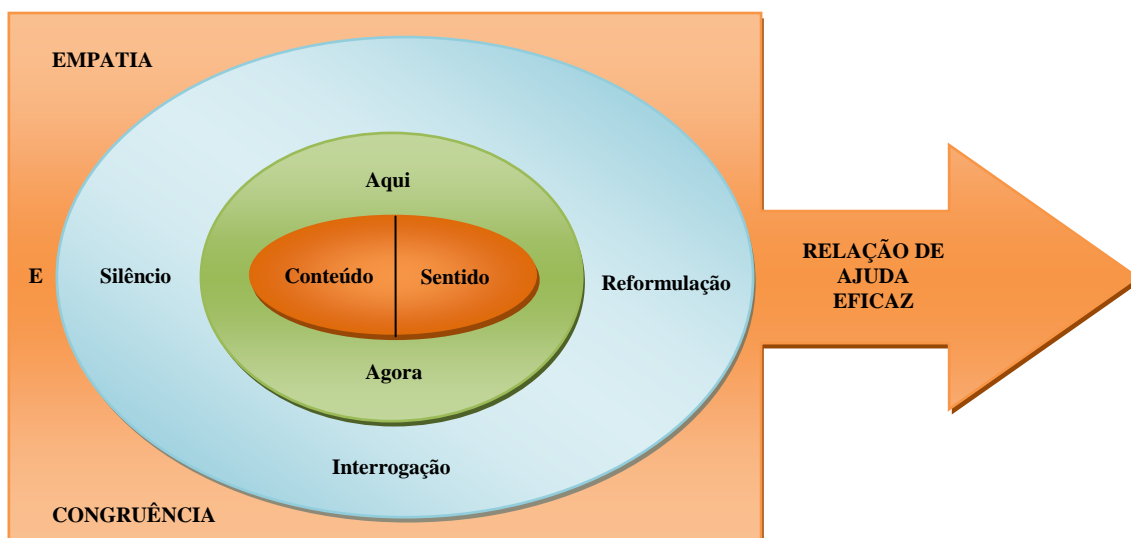 EMPATIA
Aqui
E
Silêncio
Conteúdo
Sentido
Reformulação
RELAÇÃO DE
AJUDA
EFICAZ
Agora
Interrogação
CONGRUÊNCIA